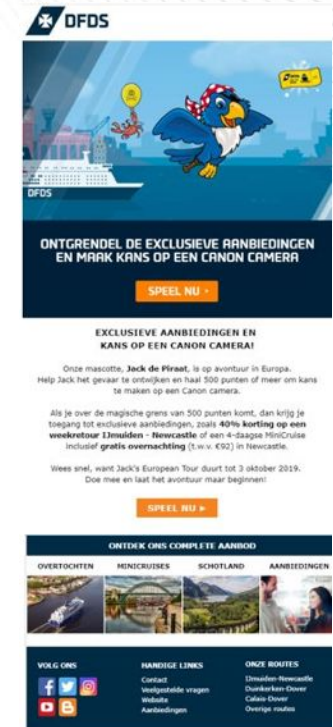 DFDS
DFDS
ONTGRENDEL DE EXCLUSIEVE AANBIEDINGEN
EN MAAK KANS OP EEN CANON CAMERA
SPEEL NU
EXCLUSIEVE AANBIEDINGEN EN
KANS OP EEN CANON CAMERA!
Onze mascotte, Jack de Piraat, is op avontuur in Europa.
Help Jack het gevaar te ontwijken en haal 500 punten of meer om kans
te maken op een Canon camera.
Als je over de magische grens van 500 punten komt, dan krijg je
toegang tot exclusieve aanbiedingen, zoals 40% korting op een
weekretour IJmuiden - Newcastle of een 4-daagse MiniCruise
inclusief gratis overnachting (t.w.v. €92) in Newcastle.
Wees snel, want Jack's European Tour duurt tot 3 oktober 2019.
Doe mee en laat het avontuur maar beginnen!
SPEEL NU
ONTDEK ONS COMPLETE AANBOD
OVERTOCHTEN MINICRUISES SCHOTLAND AANBIEDINGEN
VOLG ONS HANDIGE LINKS ONZE ROUTES
Contact IJmuiden-Newcastle
Veelgestelde vragen Duinkerken-Dover
Website Calais-Dover
Aanbiedingen Overige routes